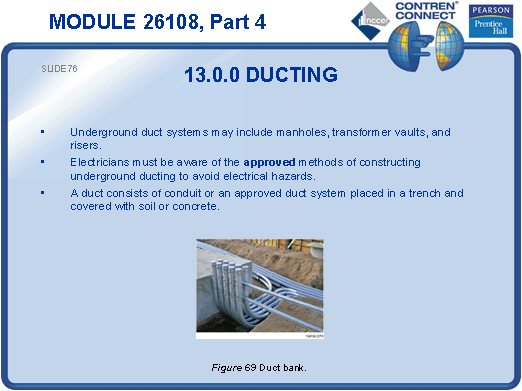 MODULE 26108, Part 4
nccer
CONTREN®
CONNECT
PEARSON
Prentice
Hall
SLIDE 76
13.0.0 DUCTING
• Underground duct systems may include manholes, transformer vaults, and
risers.
• Electricians must be aware of the approved methods of constructing
underground ducting to avoid electrical hazards.
• A duct consists of conduit or an approved duct system placed in a trench and
covered with soil or concrete.
Figure 69 Duct bank.